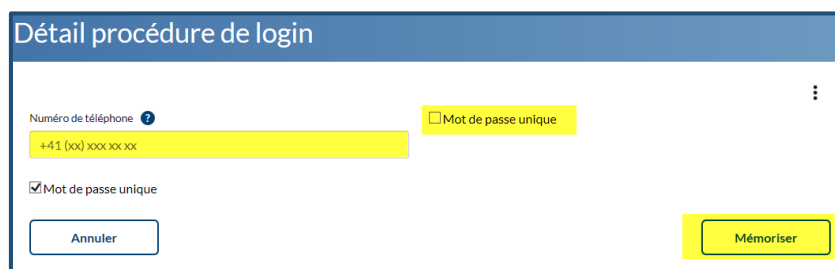 Détail procédure de login
Numéro de téléphone ?
Mot de passe unique
+41 (xx) xxx xx xx
Mot de passe unique
Annuler
Mémoriser